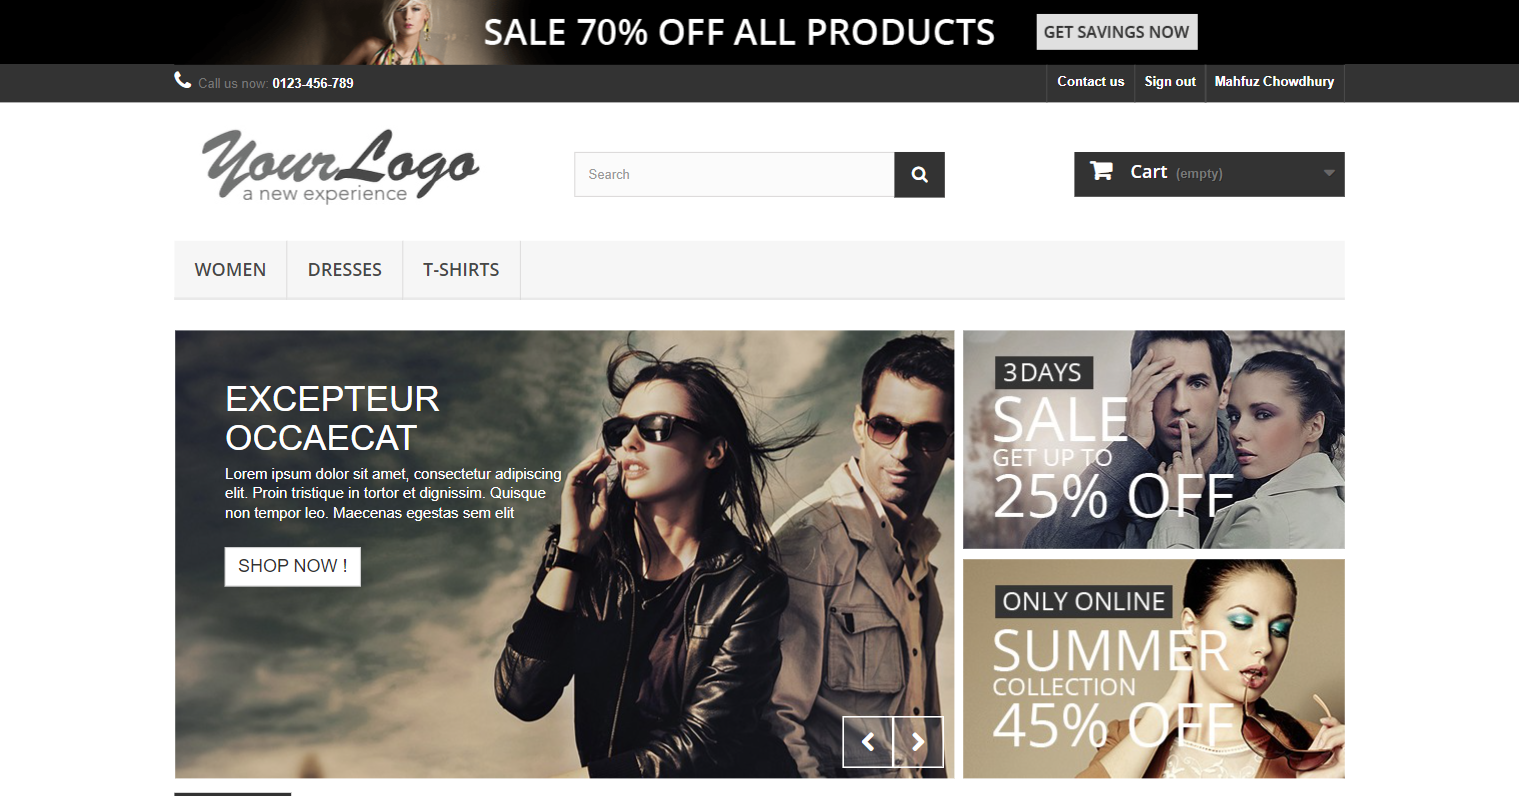 SALE 70% OFF ALL PRODUCTS
GET SAVINGS NOW
Call us now: 0123-456-789
Contact us
Sign out
Mahfuz Chowdhury
YourLogo
a new experience
Search
Cart (empty)
WOMEN
DRESSES
T-SHIRTS
EXCEPTEUR
OCCAECAT
Lorem ipsum dolor sit amet, consectetur adipiscing
elit. Proin tristique in tortor et dignissim. Quisque
non tempor leo. Maecenas egestas sem elit
SHOP NOW !
3 DAYS
SALE
GET UP TO
25% OFF
ONLY ONLINE
SUMMER
COLLECTION
45% OFF